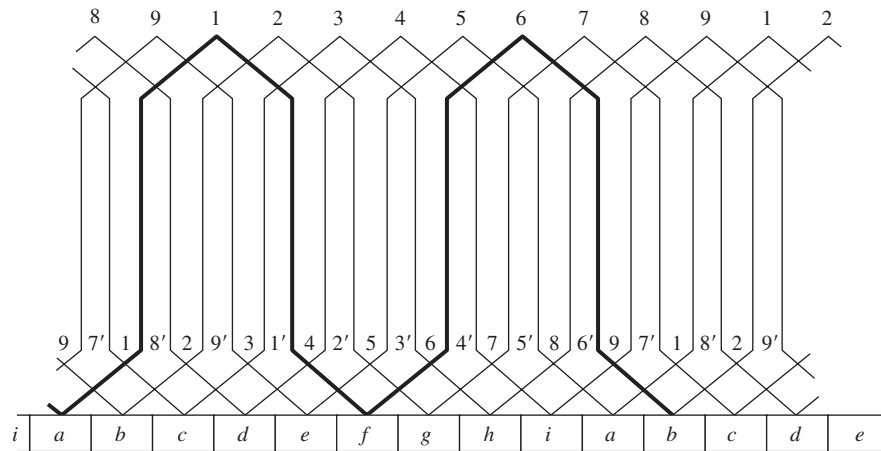 8 9 1 2 3 4 5 6 7 8 9 1 2
9 7′ 1 8′ 2 9′ 3 1′ 4 2′ 5 3′ 6 4′ 7 5′ 8 6′ 9 7′ 1 8′ 2 9′
i a b c d e f g h i a b c d e